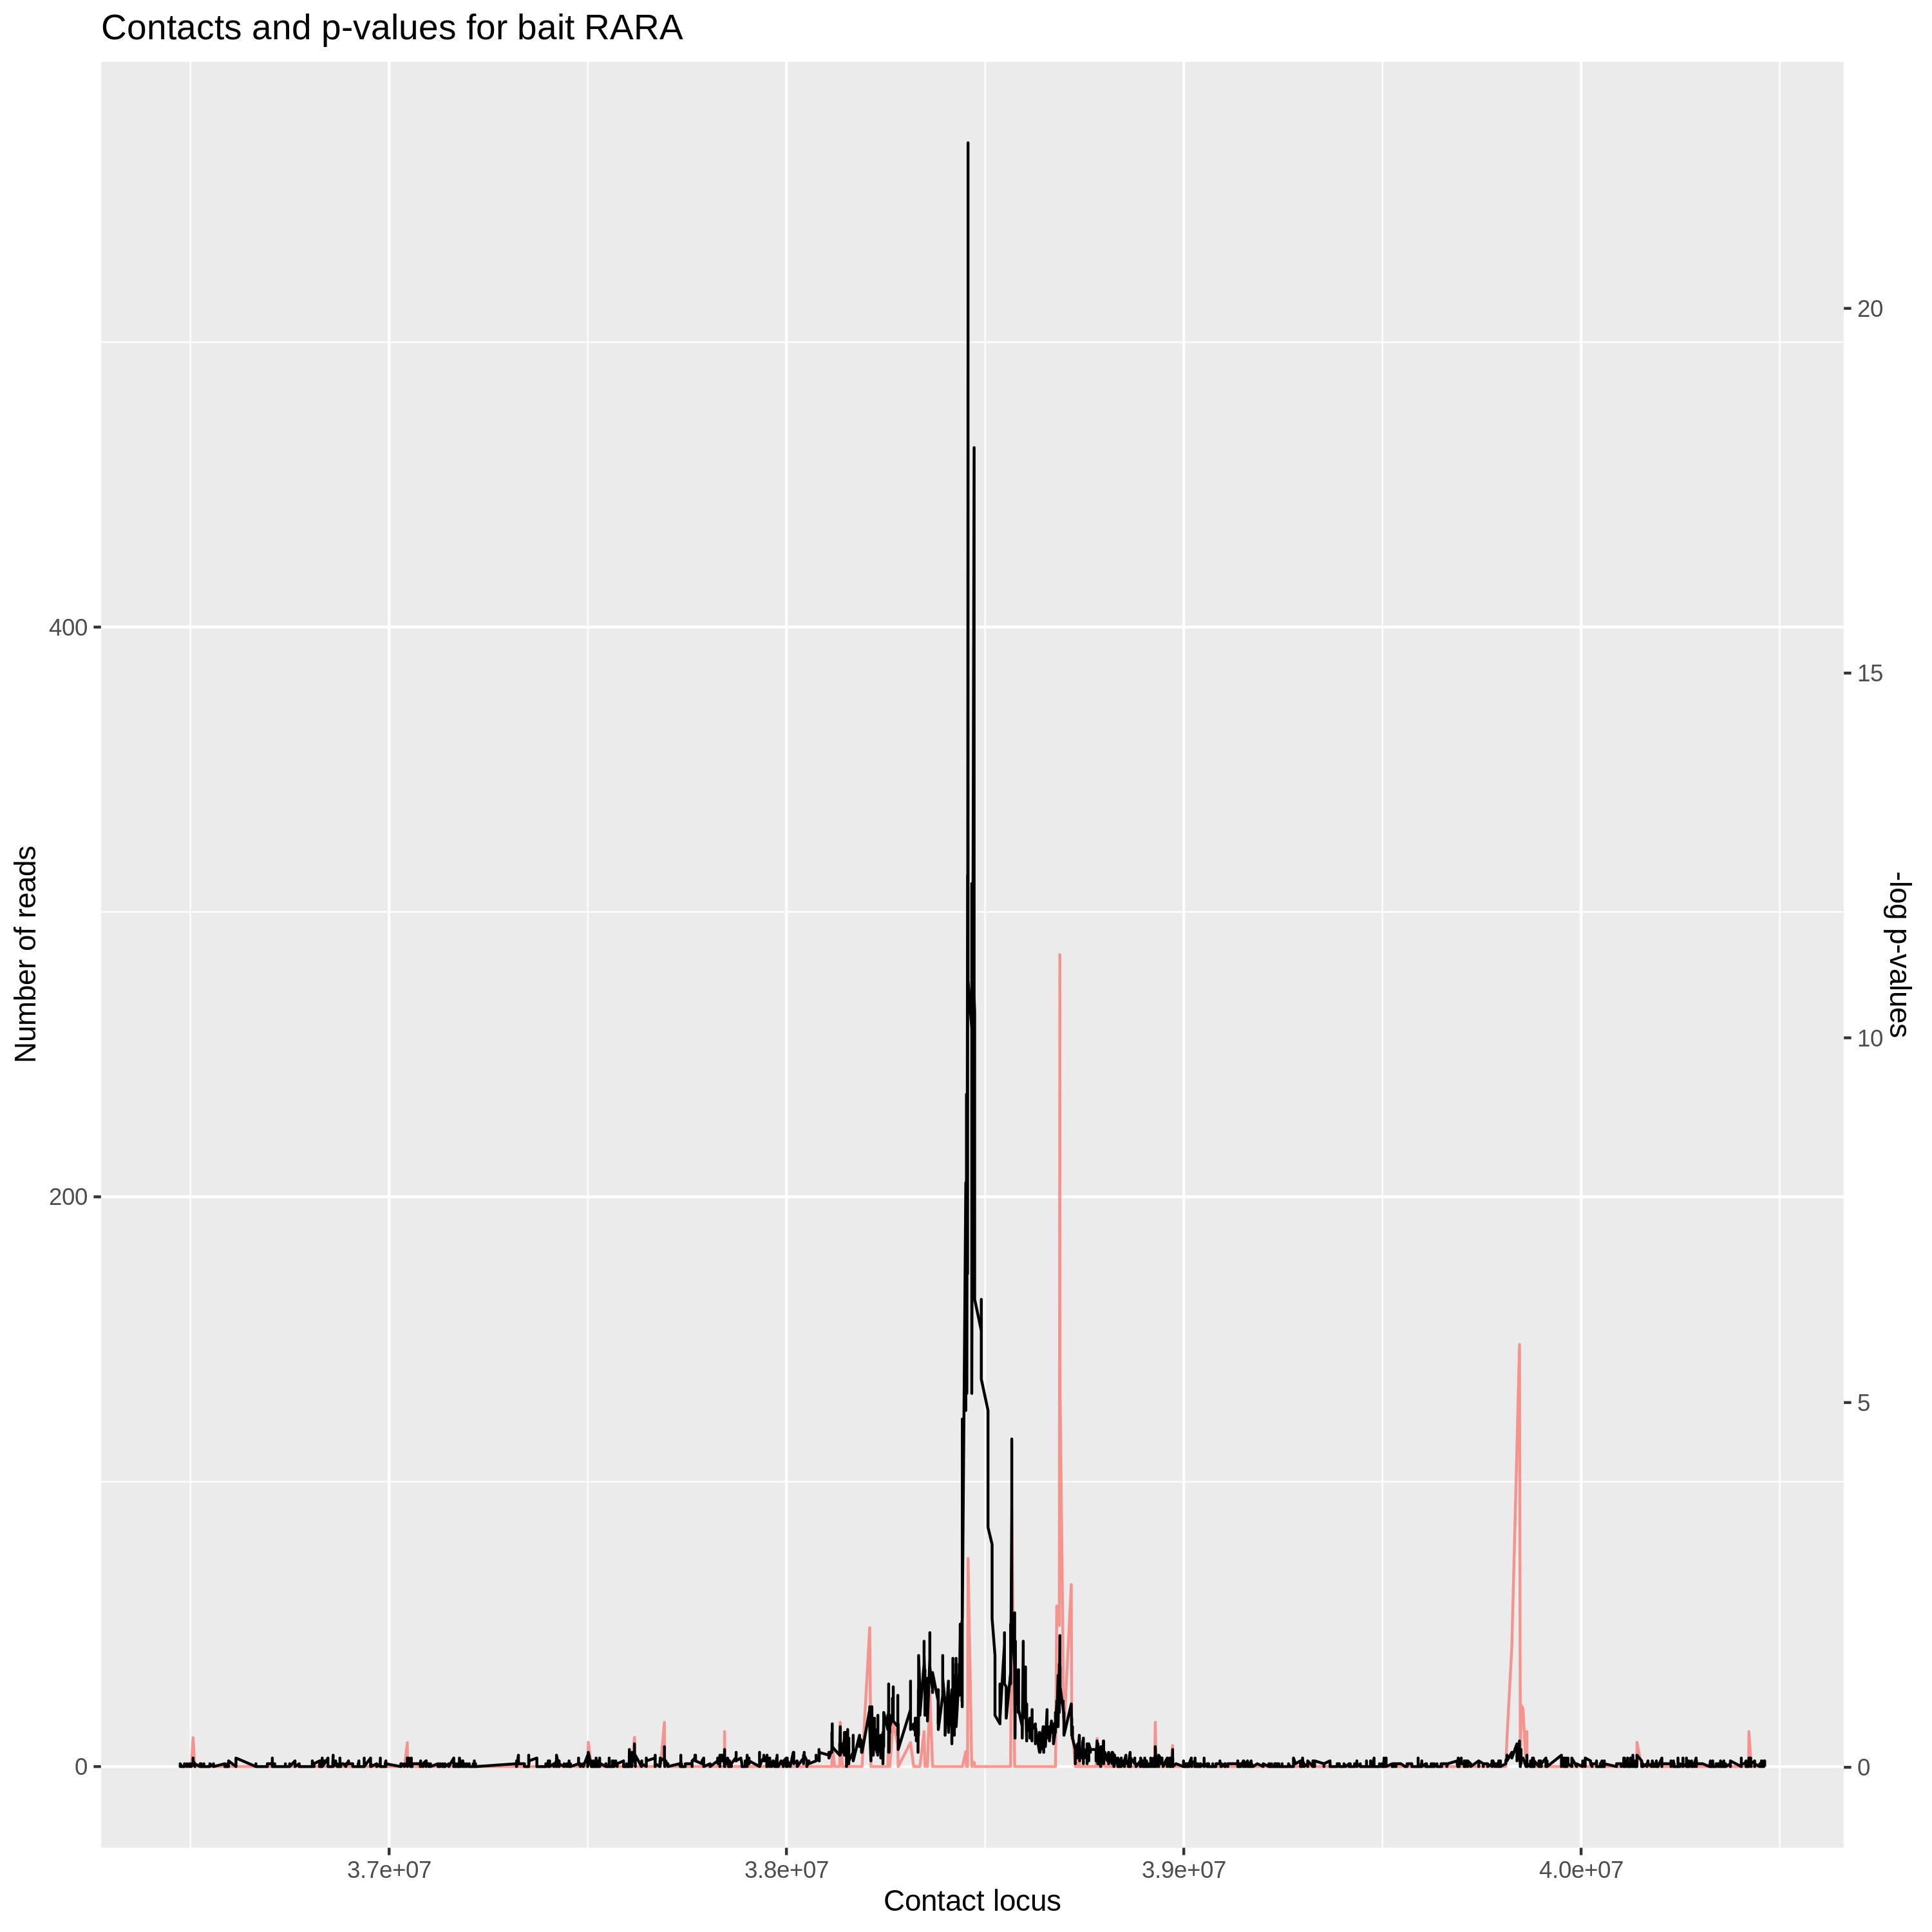 Contacts and p-values for bait RARA
Number of reads
400
200
0
20
15
10
5
0
-log p-values
3.7e+07
3.8e+07
3.9e+07
4.0e+07
Contact locus